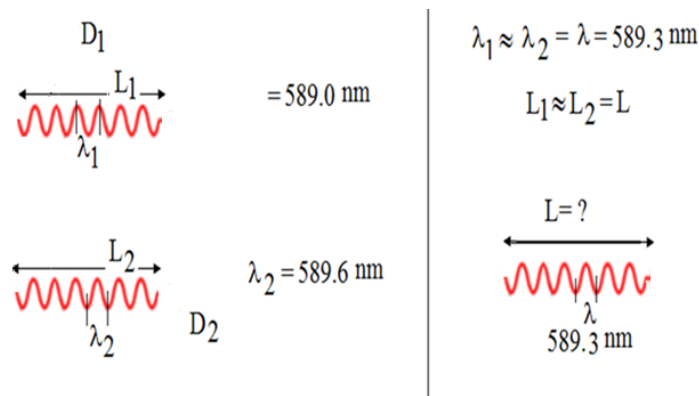 D₁
L₁
= 589.0 nm
λ₁
L₂
λ₂ = 589.6 nm
λ₂
D₂
λ₁ ≈ λ₂ = λ = 589.3 nm
L₁ ≈ L₂ = L
L = ?
λ
589.3 nm